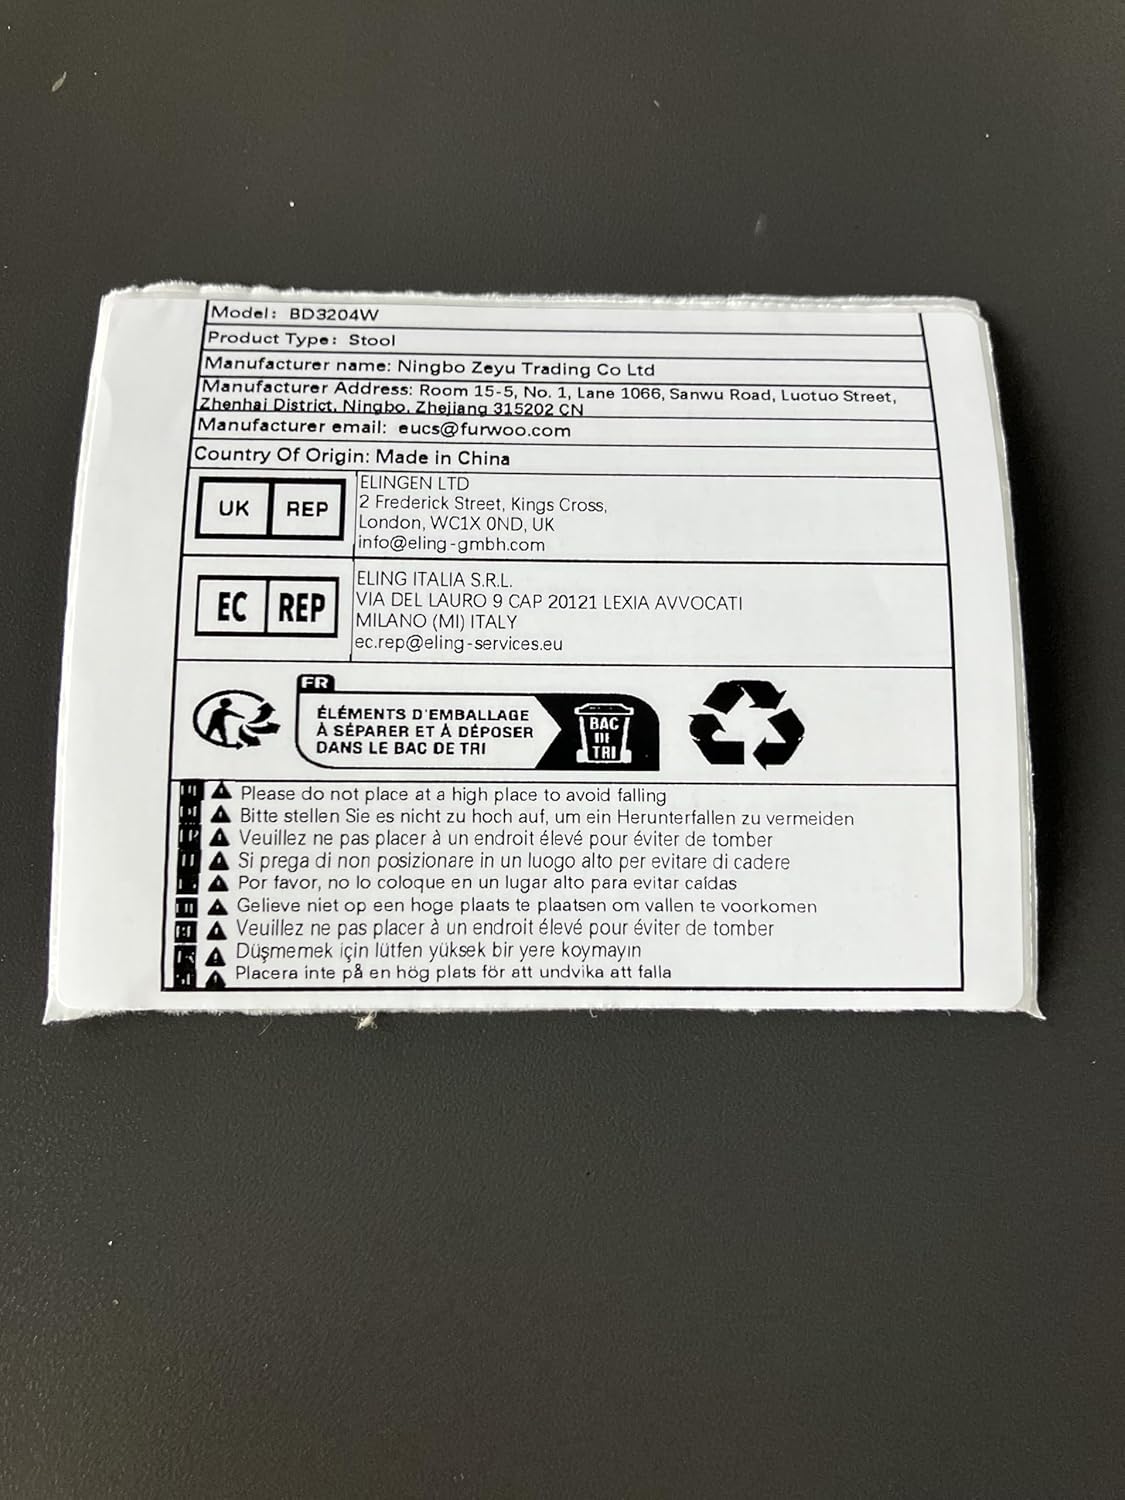 Model: BD3204W
Product Type: Stool
Manufacturer name: Ningbo Zeyu Trading Co Ltd
Manufacturer Address: Room 15-5, No. 1, Lane 1066, Sanwu Road, Luotuo Street,
Zhenhai District, Ningbo, Zhejiang 315202 CN
Manufacturer email: eucs@furwoo.com
Country Of Origin: Made in China
UK REP
ELINGEN LTD
2 Frederick Street, Kings Cross,
London, WC1X 0ND, UK
info@eling-gmbh.com
EC REP
ELING ITALIA S.R.L.
VIA DEL LAURO 9 CAP 20121 LEXIA AVVOCATI
MILANO (MI) ITALY
ec.rep@eling-services.eu
FR
ÉLÉMENTS D'EMBALLAGE
À SÉPARER ET À DÉPOSER
DANS LE BAC DE TRI
BAC
DE
TRI
Please do not place at a high place to avoid falling
Bitte stellen Sie es nicht zu hoch auf, um ein Herunterfallen zu vermeiden
Veuillez ne pas placer à un endroit élevé pour éviter de tomber
Si prega di non posizionare in un luogo alto per evitare di cadere
Por favor, no lo coloque en un lugar alto para evitar caídas
Gelieve niet op een hoge plaats te plaatsen om vallen te voorkomen
Veuillez ne pas placer à un endroit élevé pour éviter de tomber
Düşmemek için lütfen yüksek bir yere koymayın
Placera inte på en hög plats för att undvika att falla